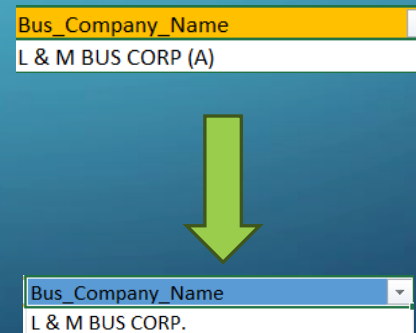 Bus_Company_Name
L & M BUS CORP (A)
Bus_Company_Name
L & M BUS CORP.